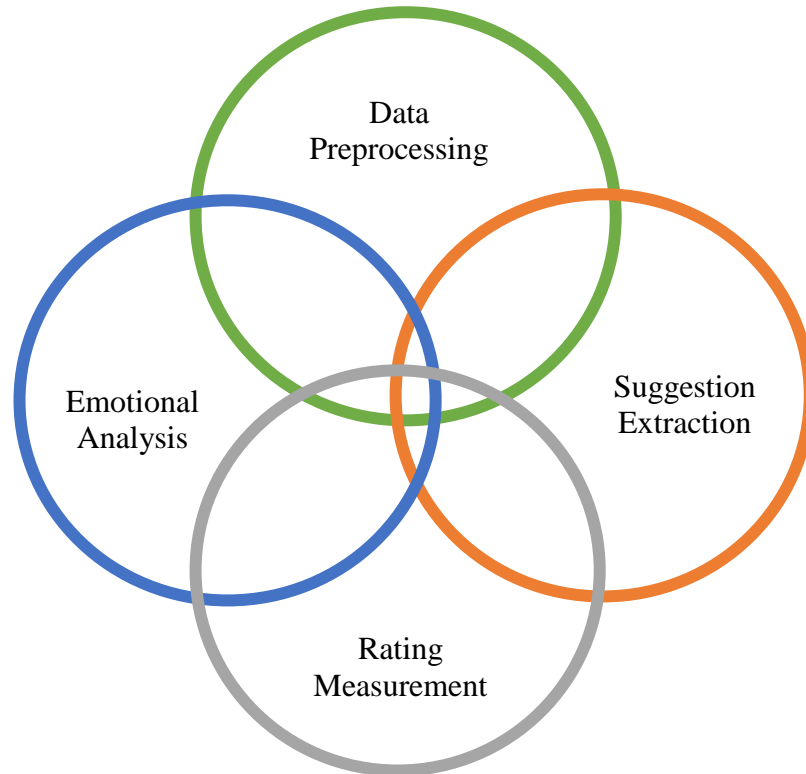 Data
Preprocessing
Emotional
Analysis
Suggestion
Extraction
Rating
Measurement